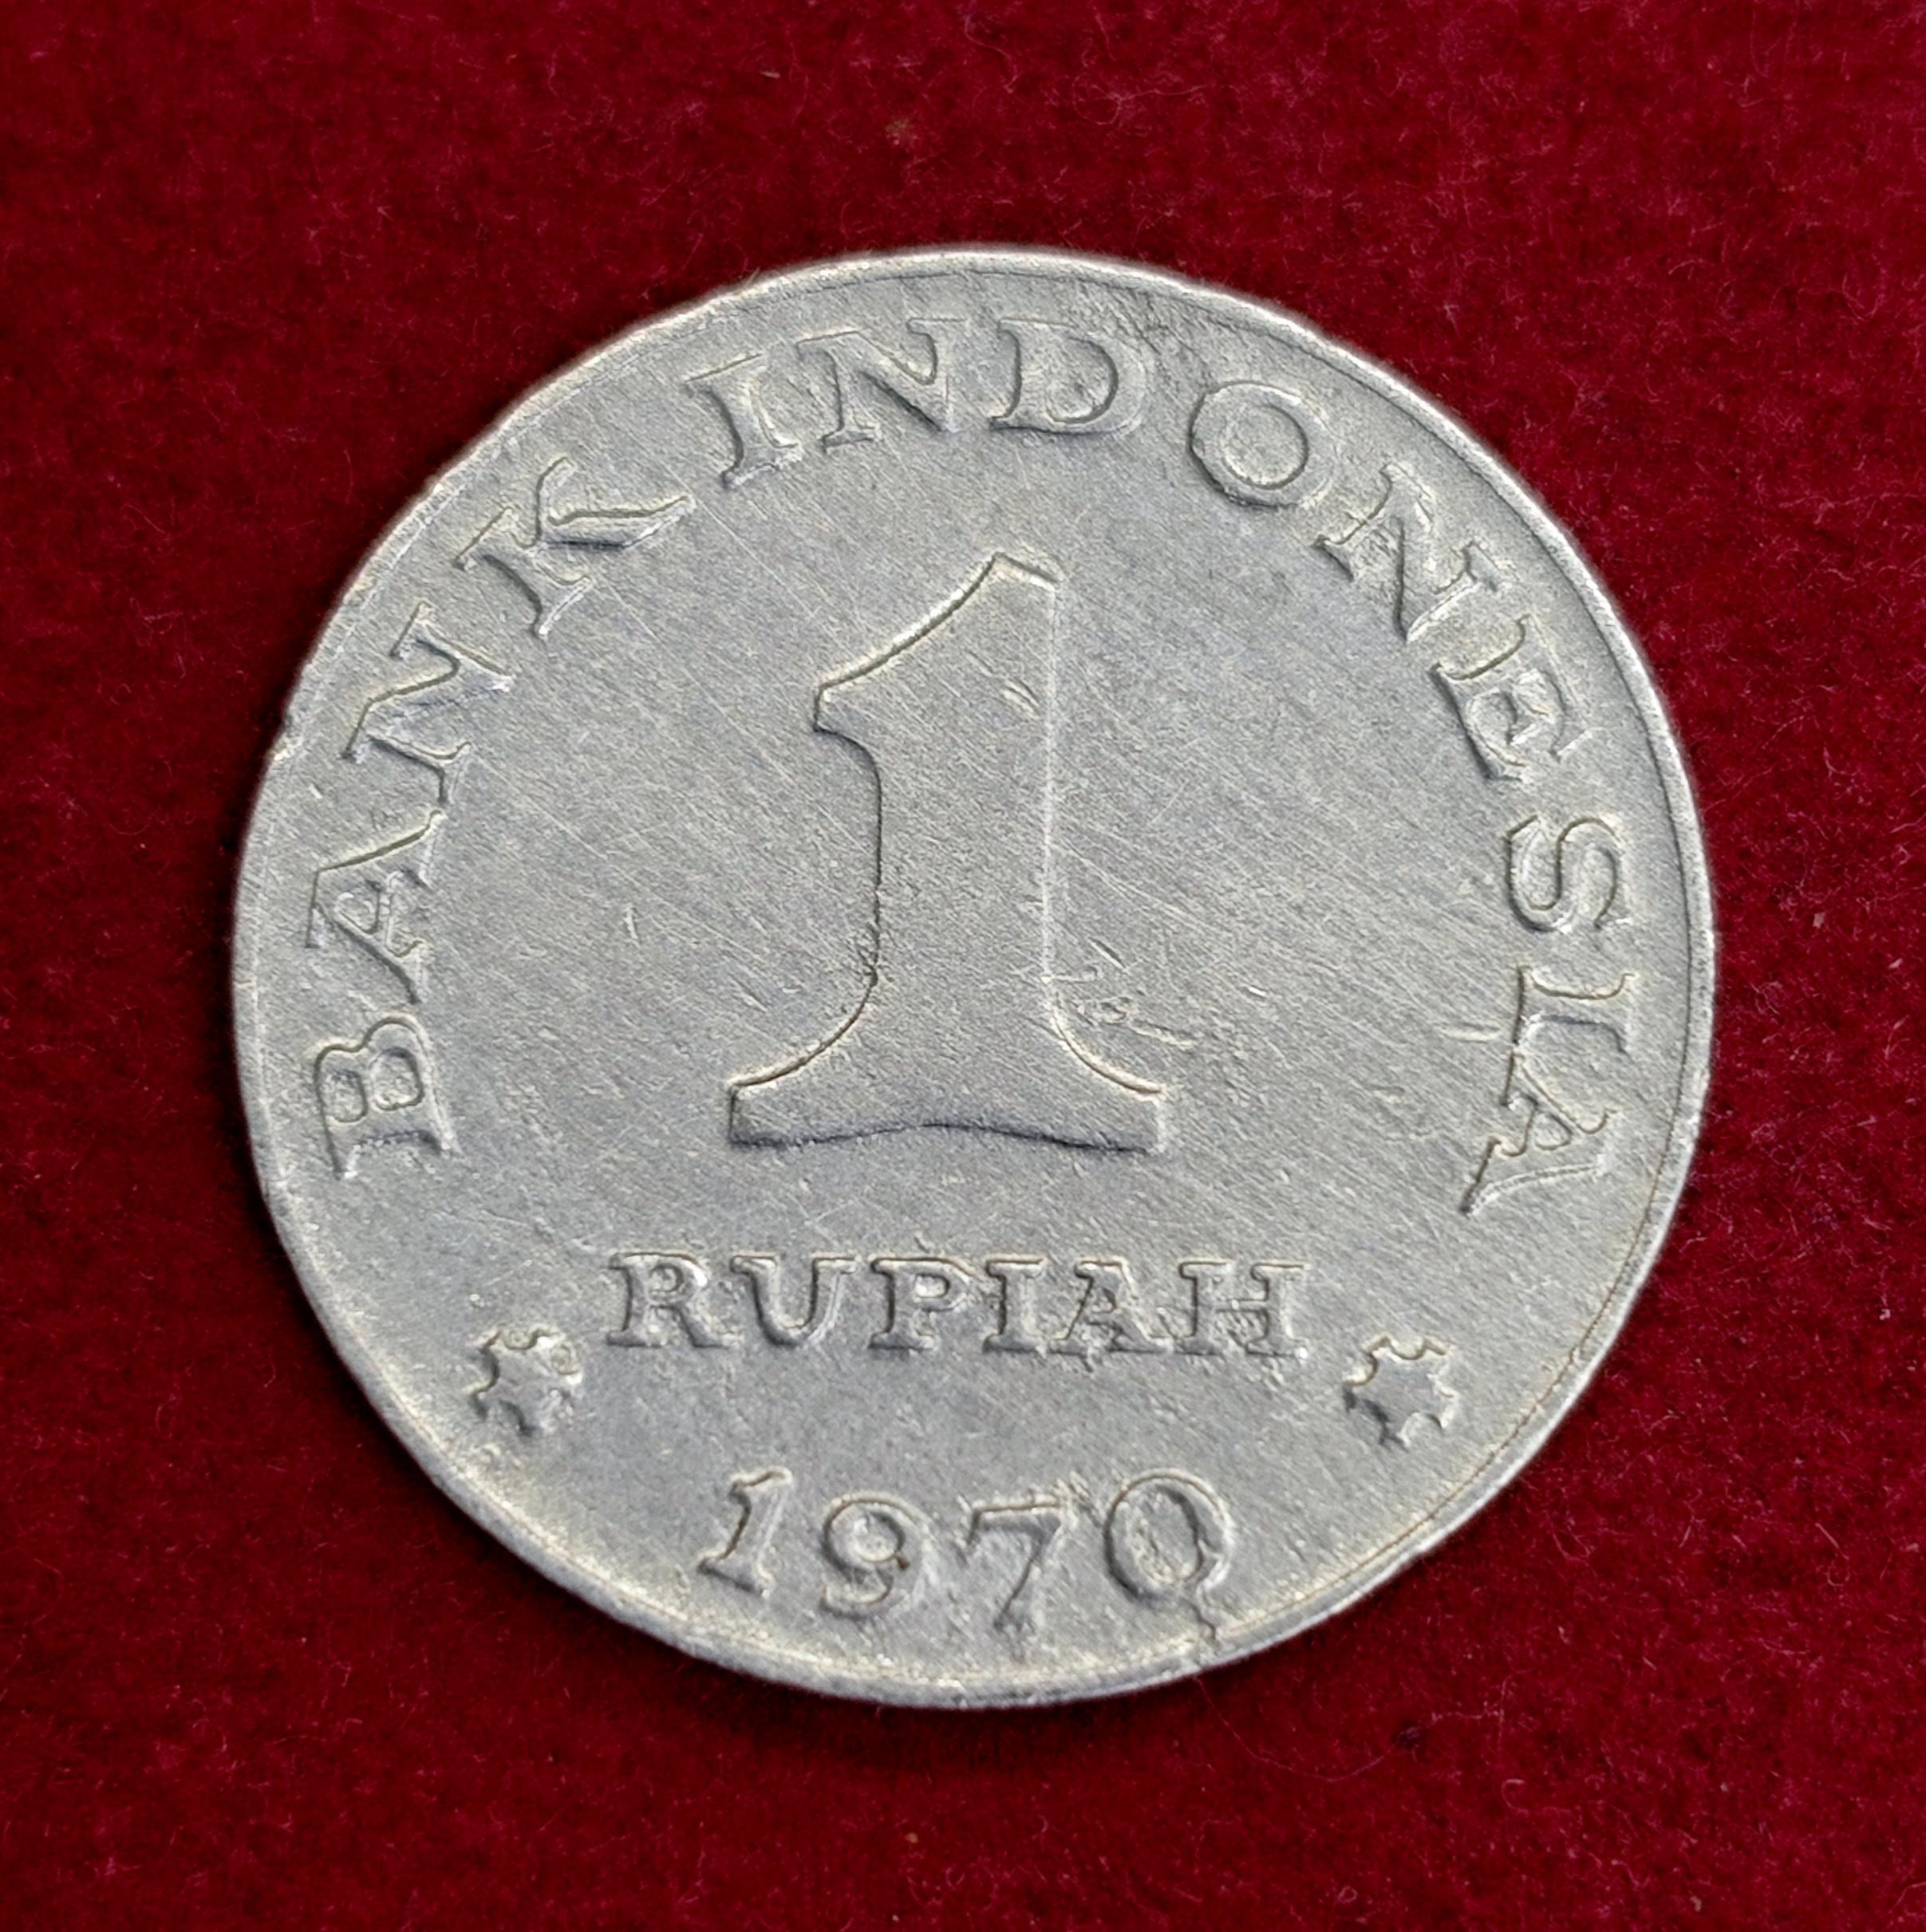 BANK INDONESIA
1
RUPIAH
1970